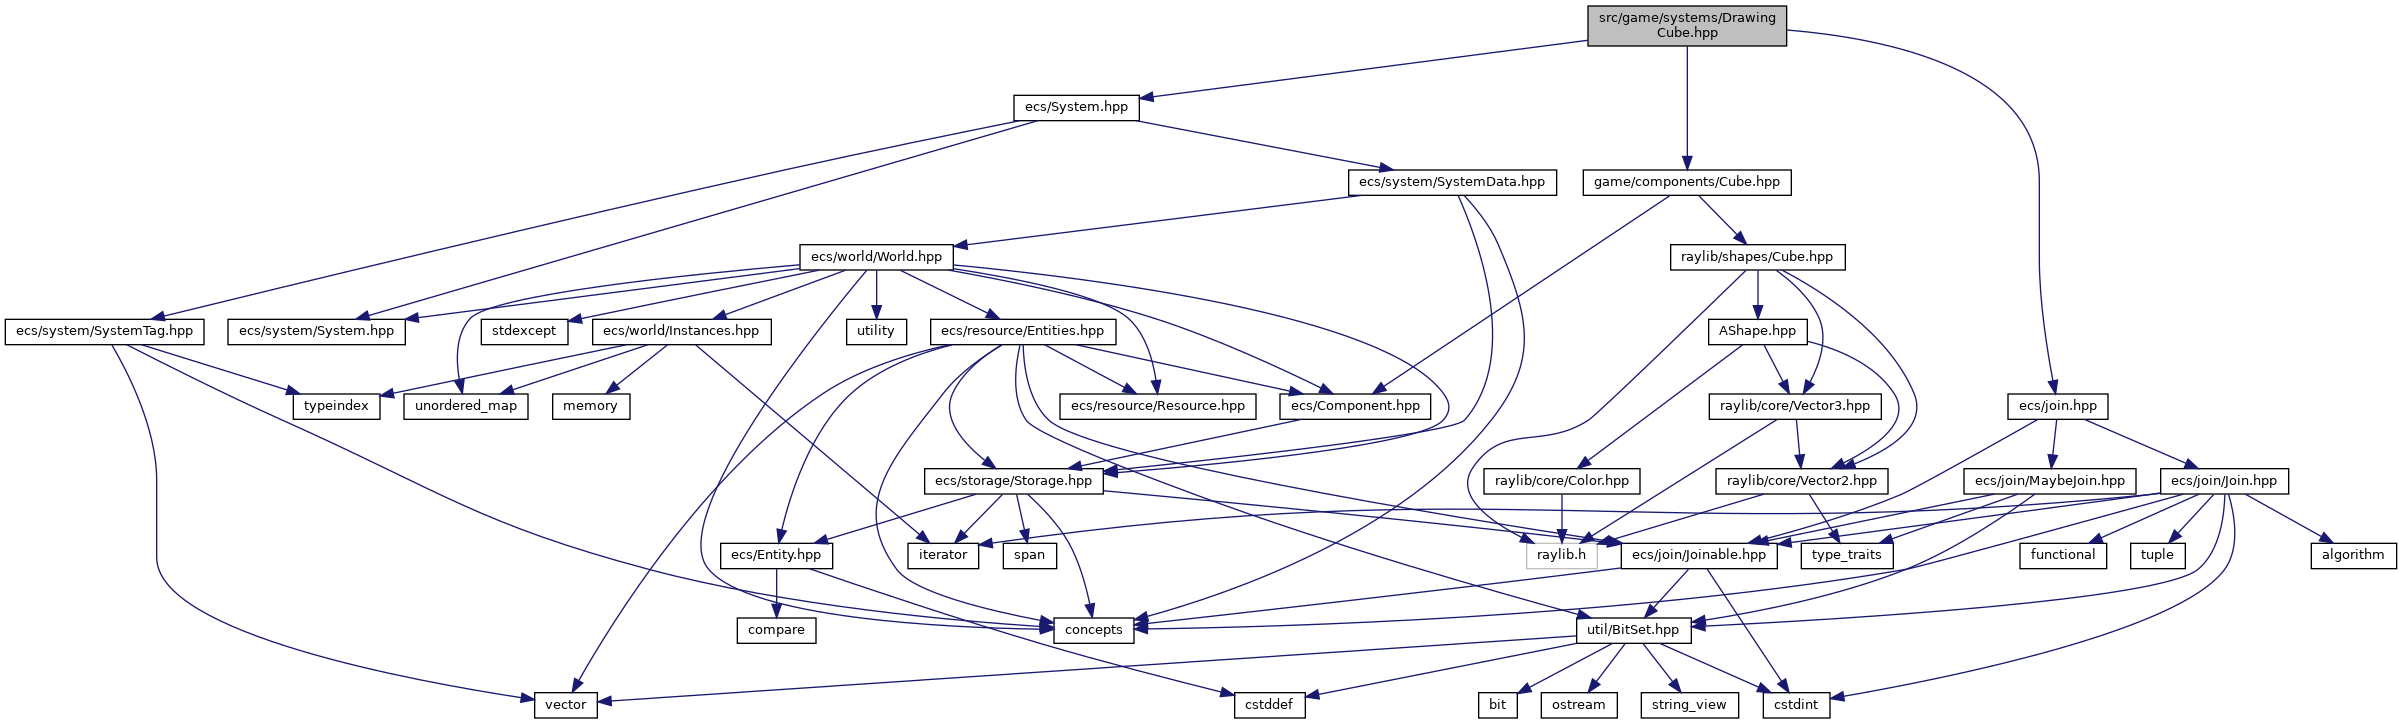 src/game/systems/Drawing
Cube.hpp
ecs/System.hpp
ecs/system/SystemData.hpp
game/components/Cube.hpp
ecs/world/World.hpp
raylib/shapes/Cube.hpp
ecs/system/SystemTag.hpp
ecs/system/System.hpp
stdexcept
ecs/world/Instances.hpp
utility
ecs/resource/Entities.hpp
AShape.hpp
typeindex
unordered_map
memory
ecs/resource/Resource.hpp
ecs/Component.hpp
raylib/core/Vector3.hpp
ecs/join.hpp
ecs/storage/Storage.hpp
raylib/core/Color.hpp
raylib/core/Vector2.hpp
ecs/join/MaybeJoin.hpp
ecs/join/Join.hpp
ecs/Entity.hpp
iterator
span
raylib.h
ecs/join/Joinable.hpp
type_traits
functional
tuple
algorithm
compare
concepts
util/BitSet.hpp
vector
cstddef
bit
ostream
string_view
cstdint